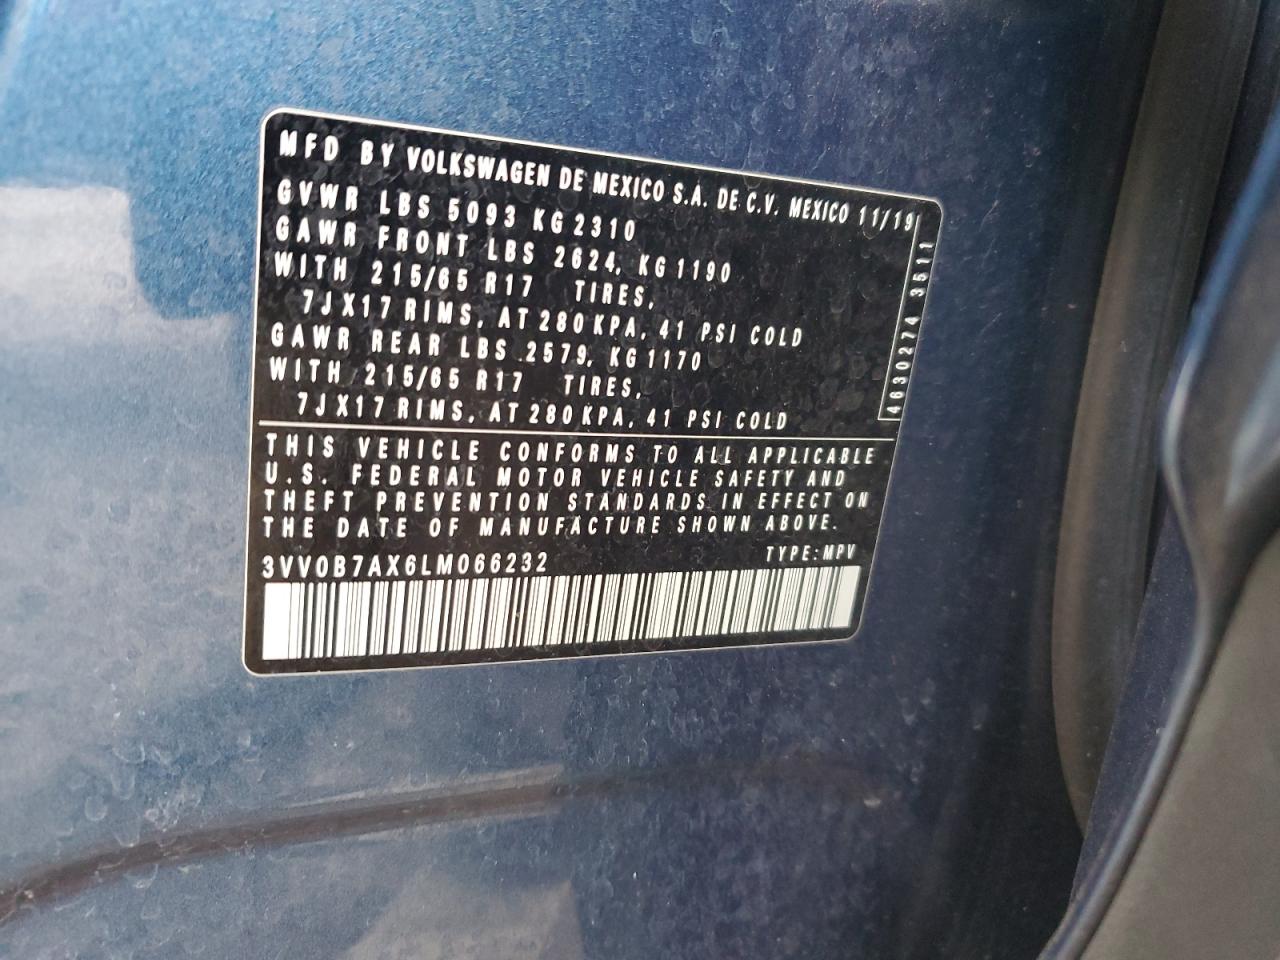 MFD BY VOLKSWAGEN DE MEXICO S.A. DE C.V. MEXICO 11/19
GVWR LBS 5093 KG 2310
GAWR FRONT LBS 2624, KG 1190
WITH 215/65 R17 TIRES,
7JX17 RIMS, AT 280 KPA, 41 PSI COLD
GAWR REAR LBS 2579, KG 1170
WITH 215/65 R17 TIRES,
7JX17 RIMS, AT 280 KPA, 41 PSI COLD
4630274 3511
THIS VEHICLE CONFORMS TO ALL APPLICABLE
U.S. FEDERAL MOTOR VEHICLE SAFETY AND
THEFT PREVENTION STANDARDS IN EFFECT ON
THE DATE OF MANUFACTURE SHOWN ABOVE.
3VV0B7AX6LM066232 TYPE:MPV